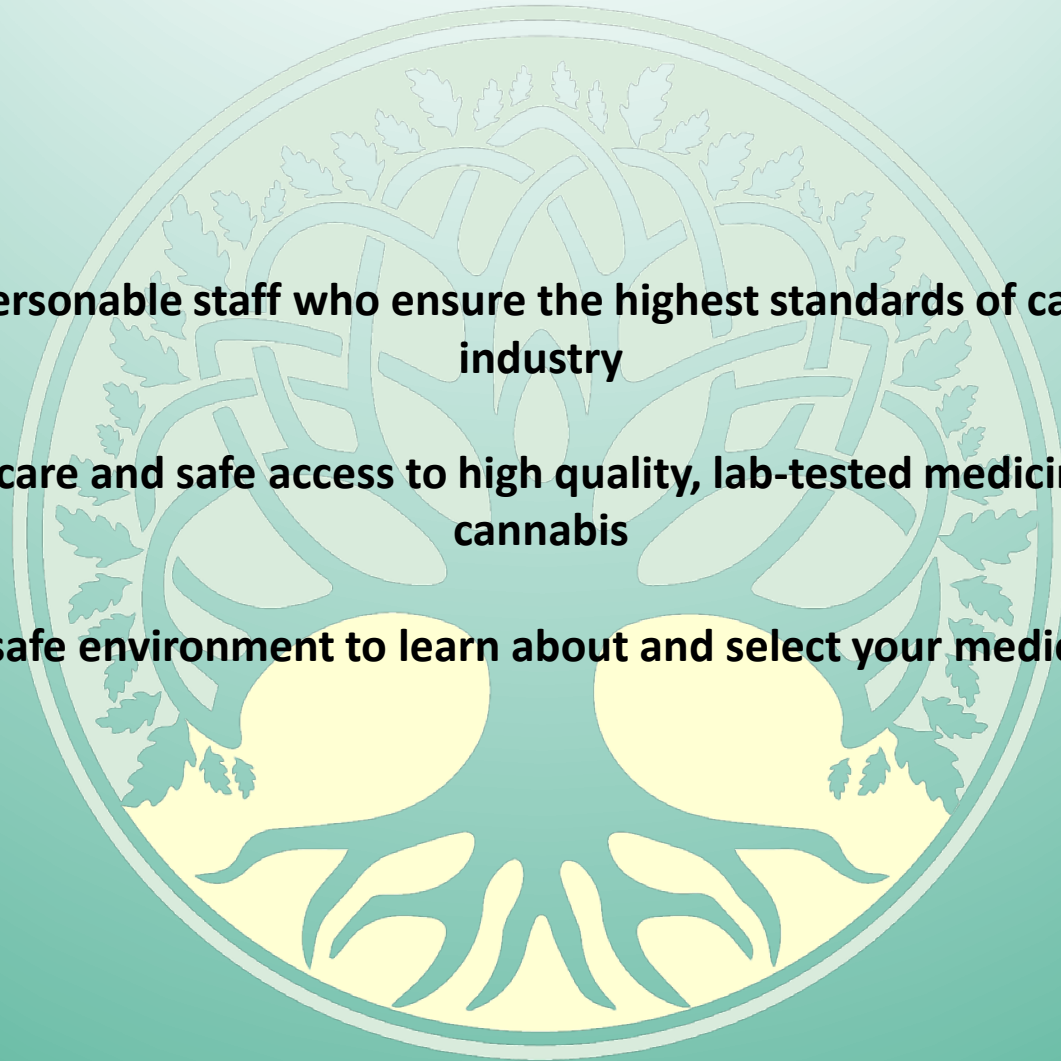 ersonable staff who ensure the highest standards of ca
industry
care and safe access to high quality, lab-tested medicin
cannabis
safe environment to learn about and select your medic